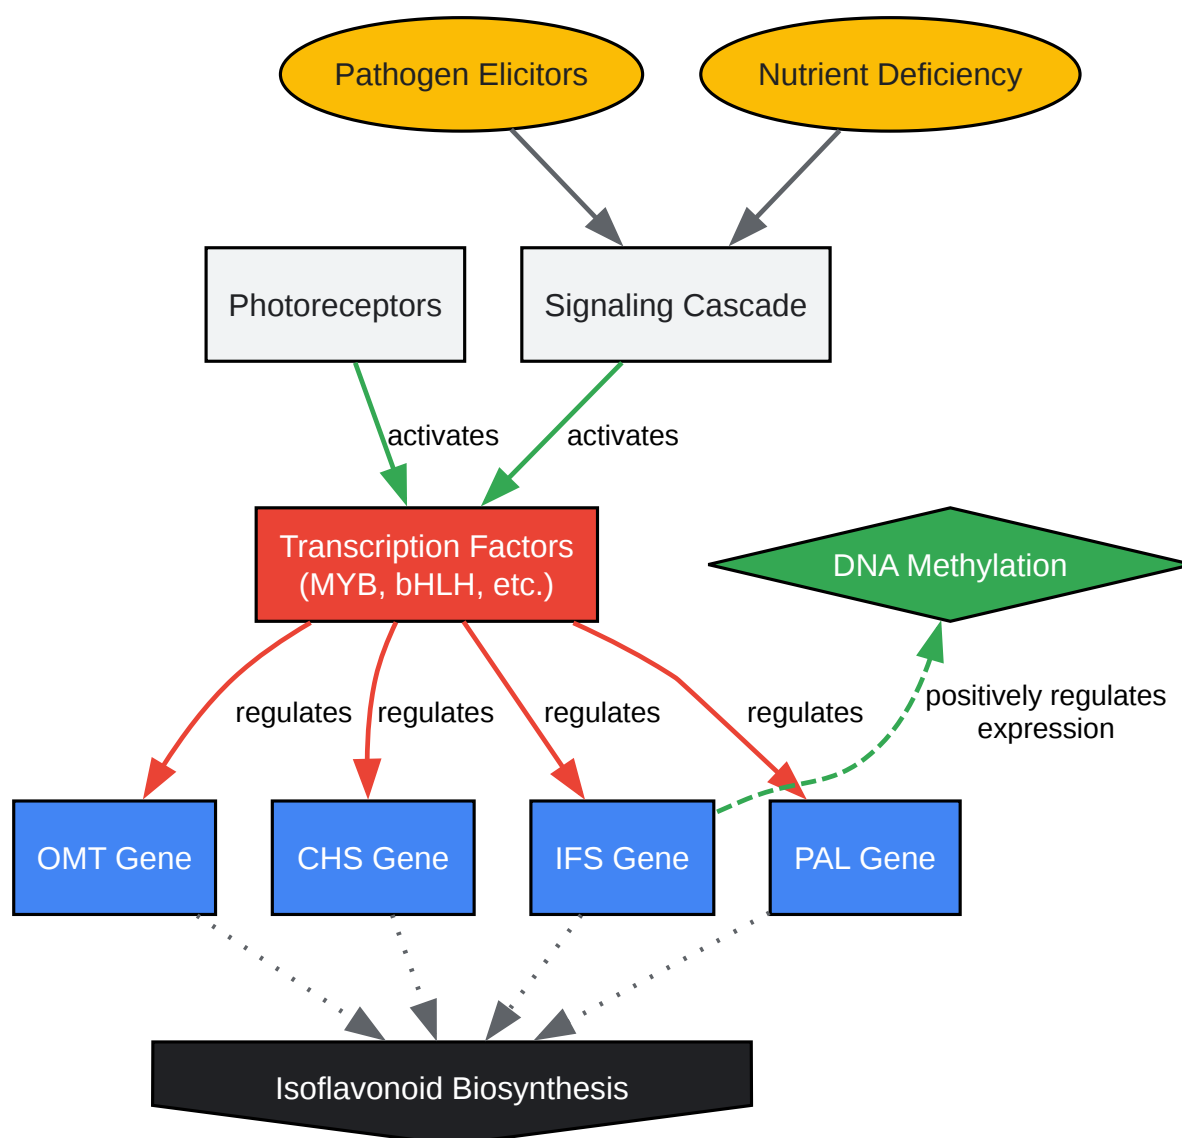 Pathogen Elicitors
Nutrient Deficiency
Photoreceptors
Signaling Cascade
activates
activates
Transcription Factors
(MYB, bHLH, etc.)
DNA Methylation
regulates
regulates
regulates
regulates
positively regulates
expression
OMT Gene
CHS Gene
IFS Gene
PAL Gene
Isoflavonoid Biosynthesis